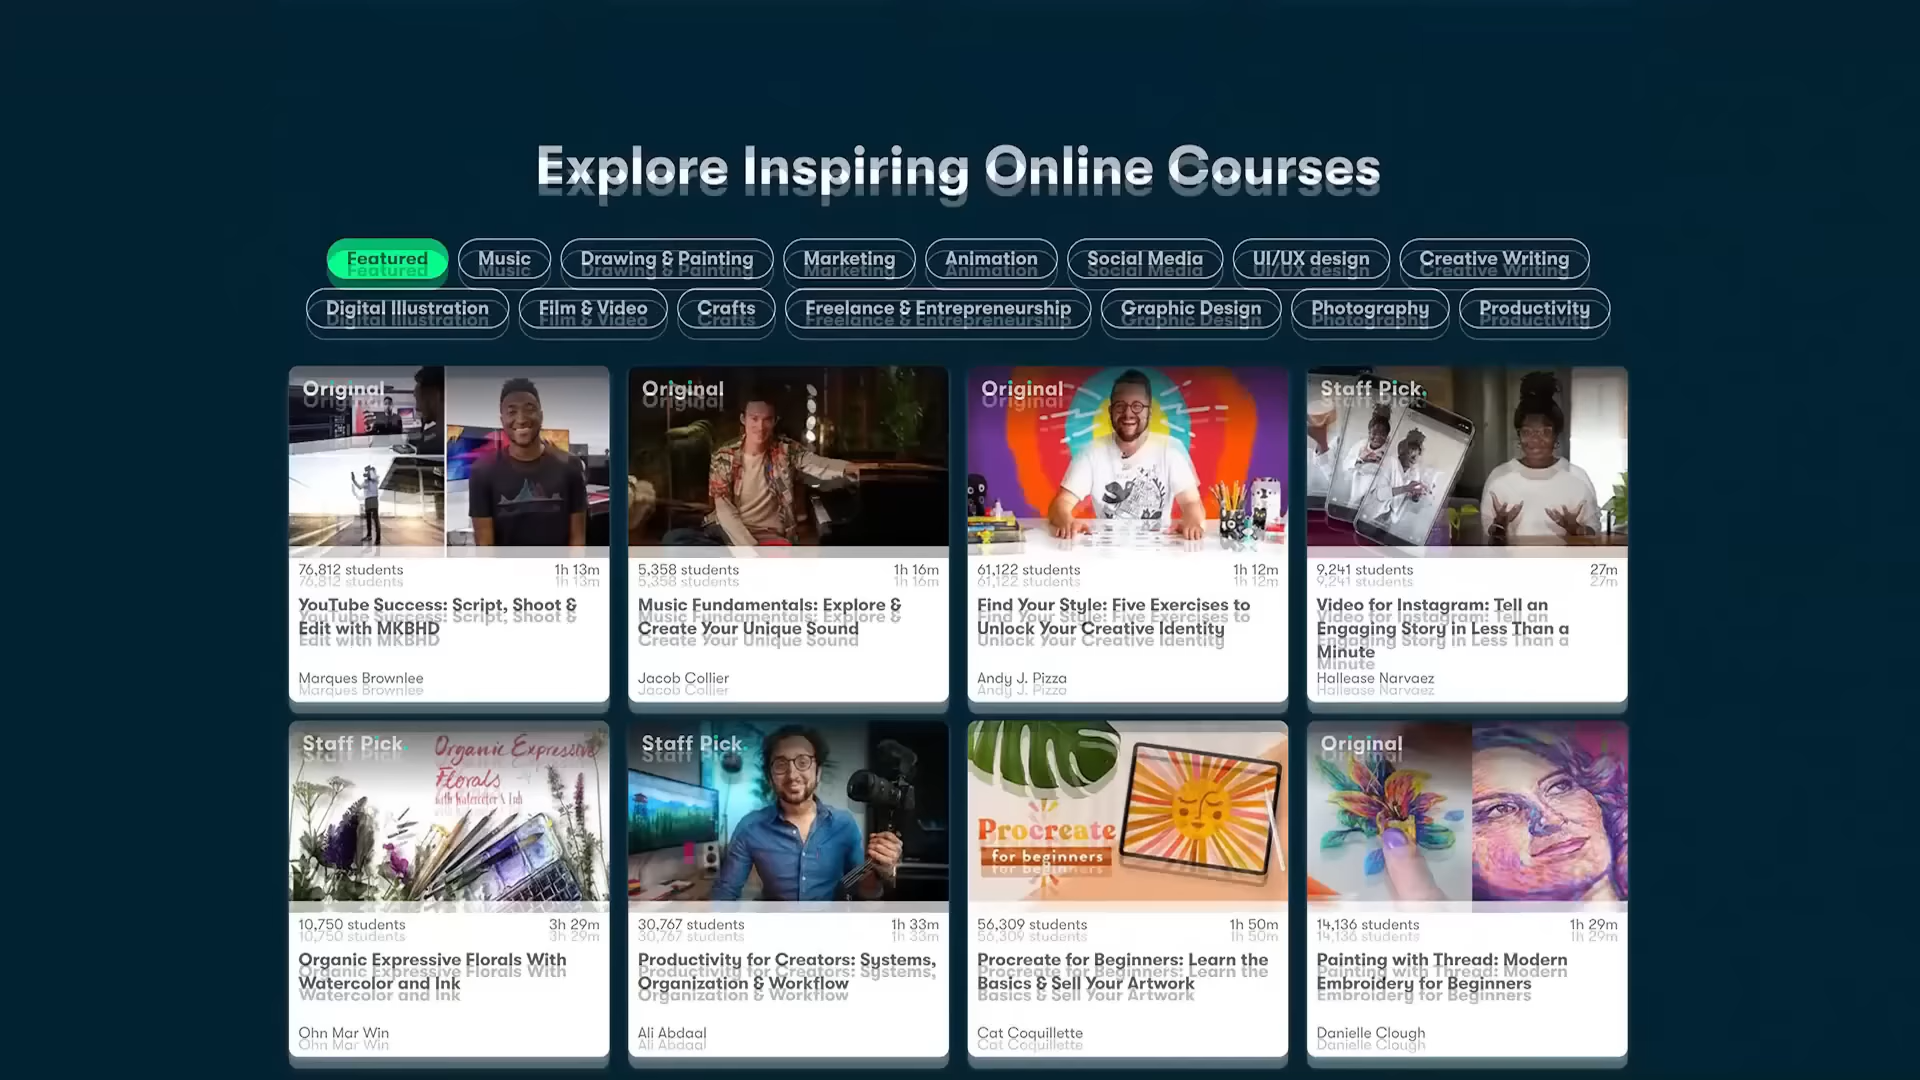 Explore Inspiring Online Courses
Featured
Music
Drawing & Painting
Marketing
Animation
Social Media
UI/UX design
Creative Writing
Digital Illustration
Film & Video
Crafts
Freelance & Entrepreneurship
Graphic Design
Photography
Productivity
Original
76,812 students
1h 13m
YouTube Success: Script, Shoot &
Edit with MKBHD
Marques Brownlee
Original
5,358 students
1h 16m
Music Fundamentals: Explore &
Create Your Unique Sound
Jacob Collier
Original
61,122 students
1h 12m
Find Your Style: Five Exercises to
Unlock Your Creative Identity
Andy J. Pizza
Staff Pick.
9,241 students
27m
Video for Instagram: Tell an
Engaging Story in Less Than a
Minute
Hallease Narvaez
Staff Pick.
Organic Expressive
Florals
with Watercolor & Ink
10,750 students
3h 29m
Organic Expressive Florals With
Watercolor and Ink
Ohn Mar Win
Staff Pick.
30,767 students
1h 33m
Productivity for Creators: Systems,
Organization & Workflow
Ali Abdaal
Procreate
for beginners
56,309 students
1h 50m
Procreate for Beginners: Learn the
Basics & Sell Your Artwork
Cat Coquillette
Original
14,136 students
1h 29m
Painting with Thread: Modern
Embroidery for Beginners
Danielle Clough